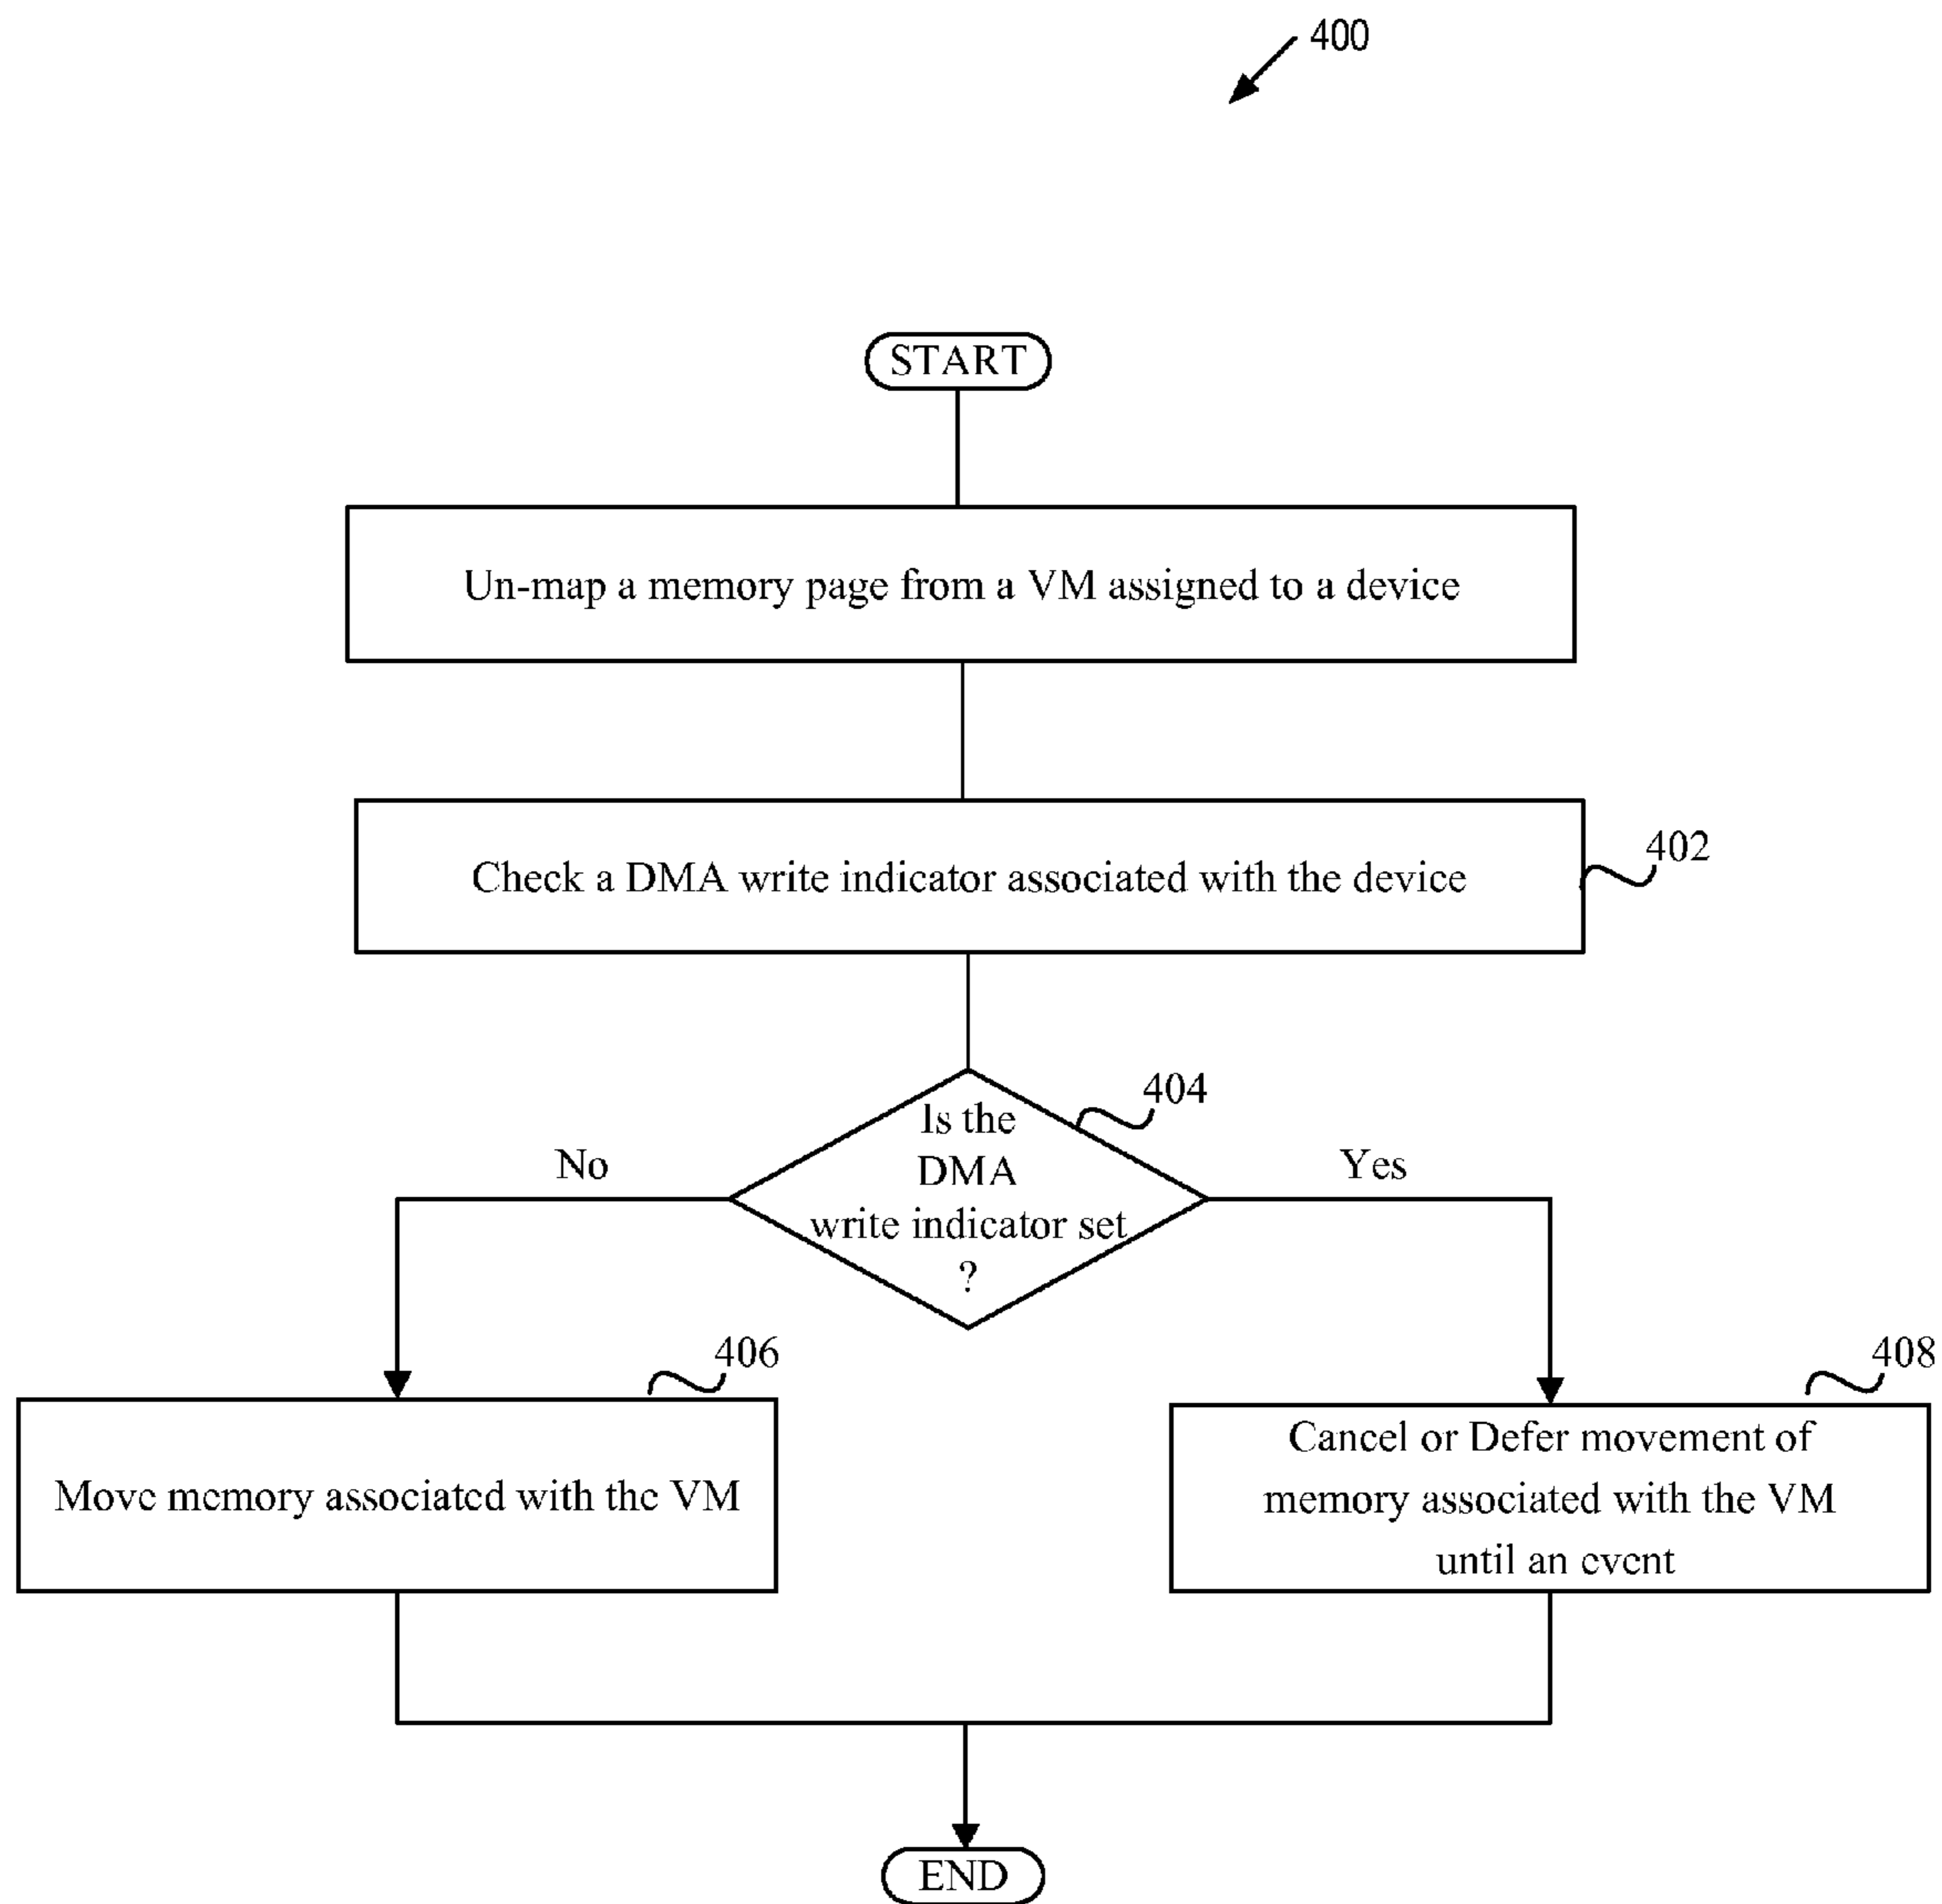 400
START
Un-map a memory page from a VM assigned to a device
Check a DMA write indicator associated with the device
402
404
Is the
DMA
write indicator set
?
No
Yes
406
408
Move memory associated with the VM
Cancel or Defer movement of
memory associated with the VM
until an event
END